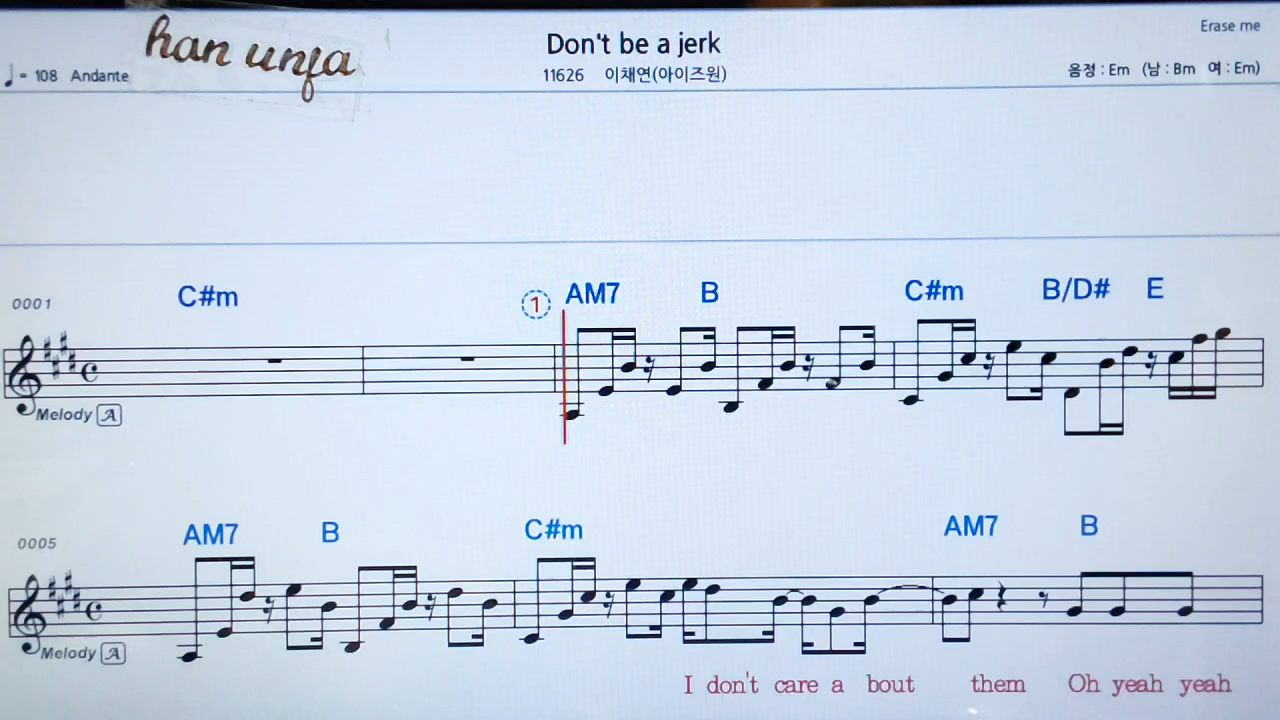 han unja
Don't be a jerk
Erase me
♩= 108 Andante
11626 이채연(아이즈원)
음정 : Em (남 : Bm 여 : Em)
0001
C#m
1
AM7
B
C#m
B/D#
E
Melody A
0005
AM7
B
C#m
AM7
B
Melody A
I don't care a bout them Oh yeah yeah